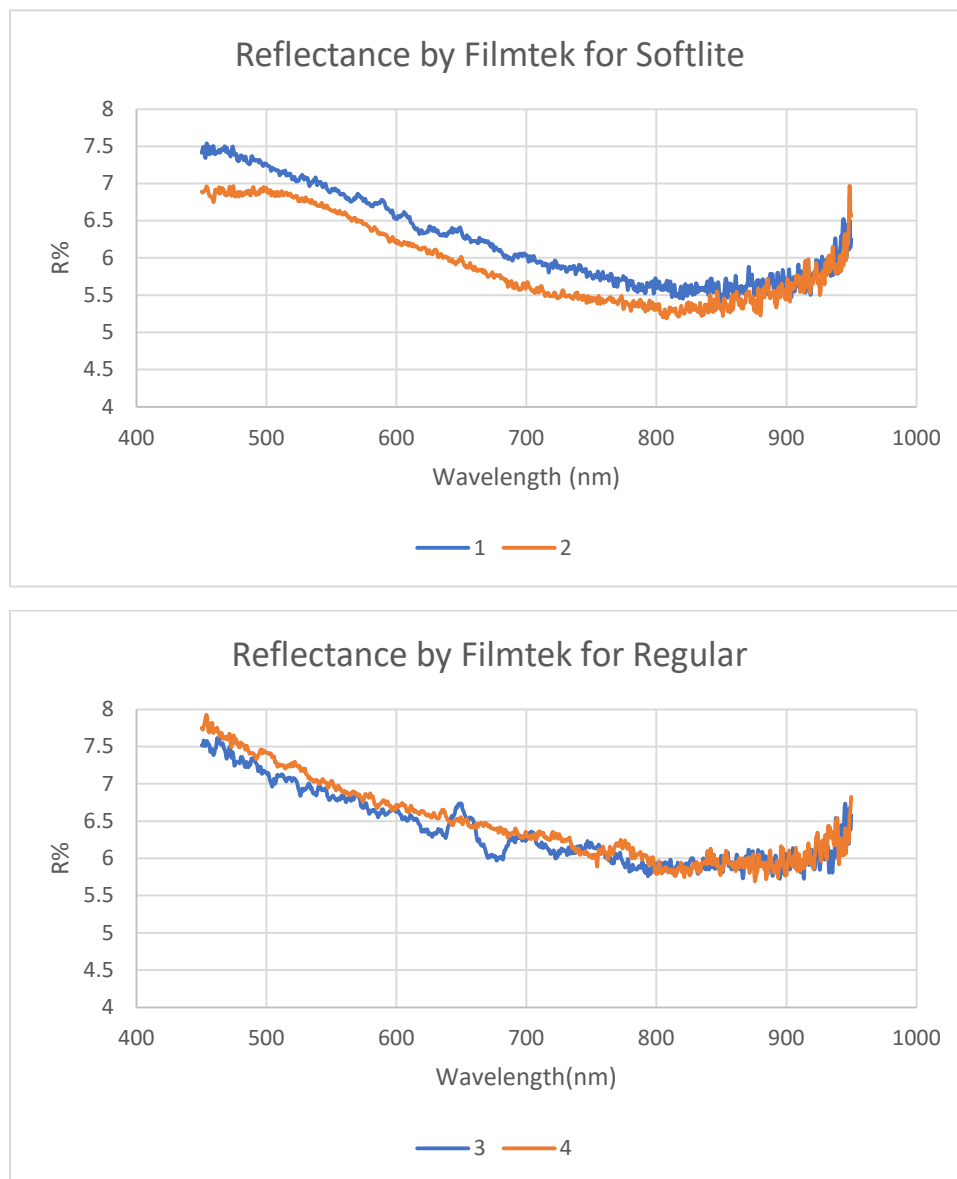 Reflectance by Filmtek for Softlite
8
7.5
7
6.5
6
5.5
5
4.5
4
R%
400 500 600 700 800 900 1000
Wavelength (nm)
1 2
Reflectance by Filmtek for Regular
8
7.5
7
6.5
6
5.5
5
4.5
4
R%
400 500 600 700 800 900 1000
Wavelength(nm)
3 4